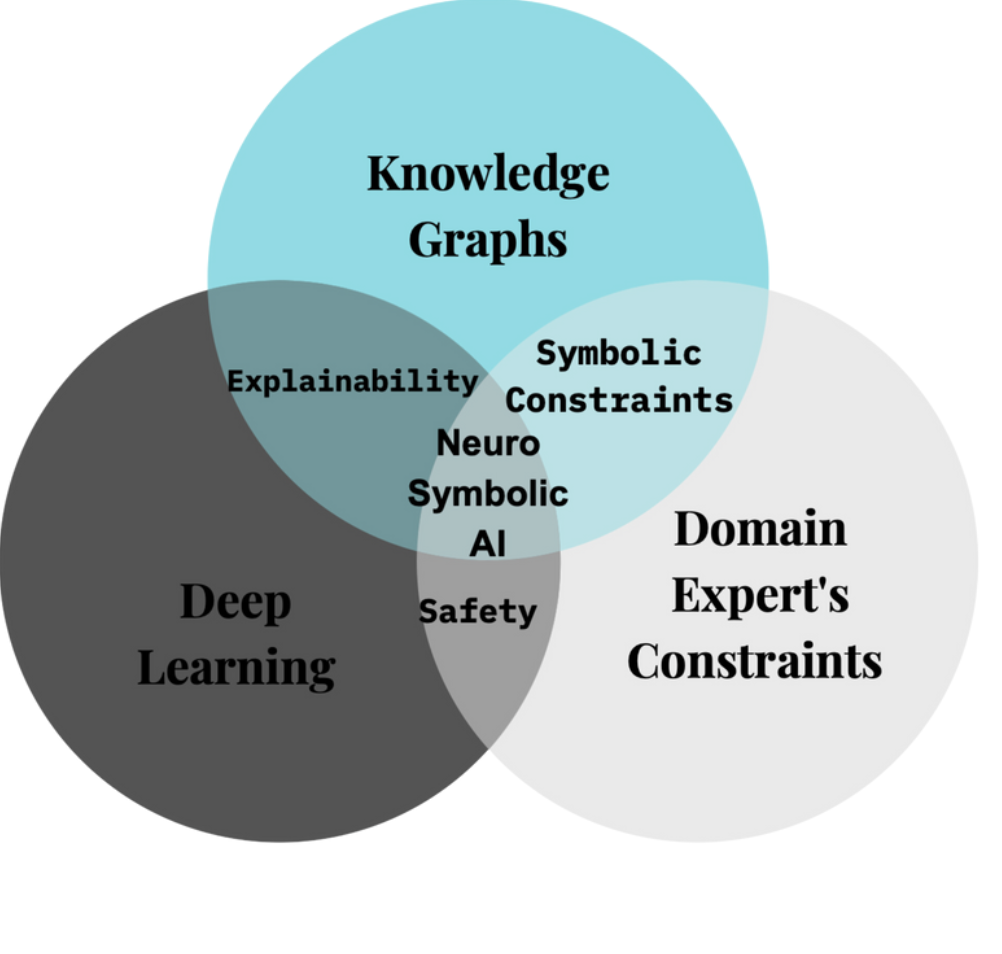 Knowledge
Graphs
Explainability
Symbolic
Constraints
Neuro
Symbolic
AI
Safety
Deep
Learning
Domain
Expert's
Constraints